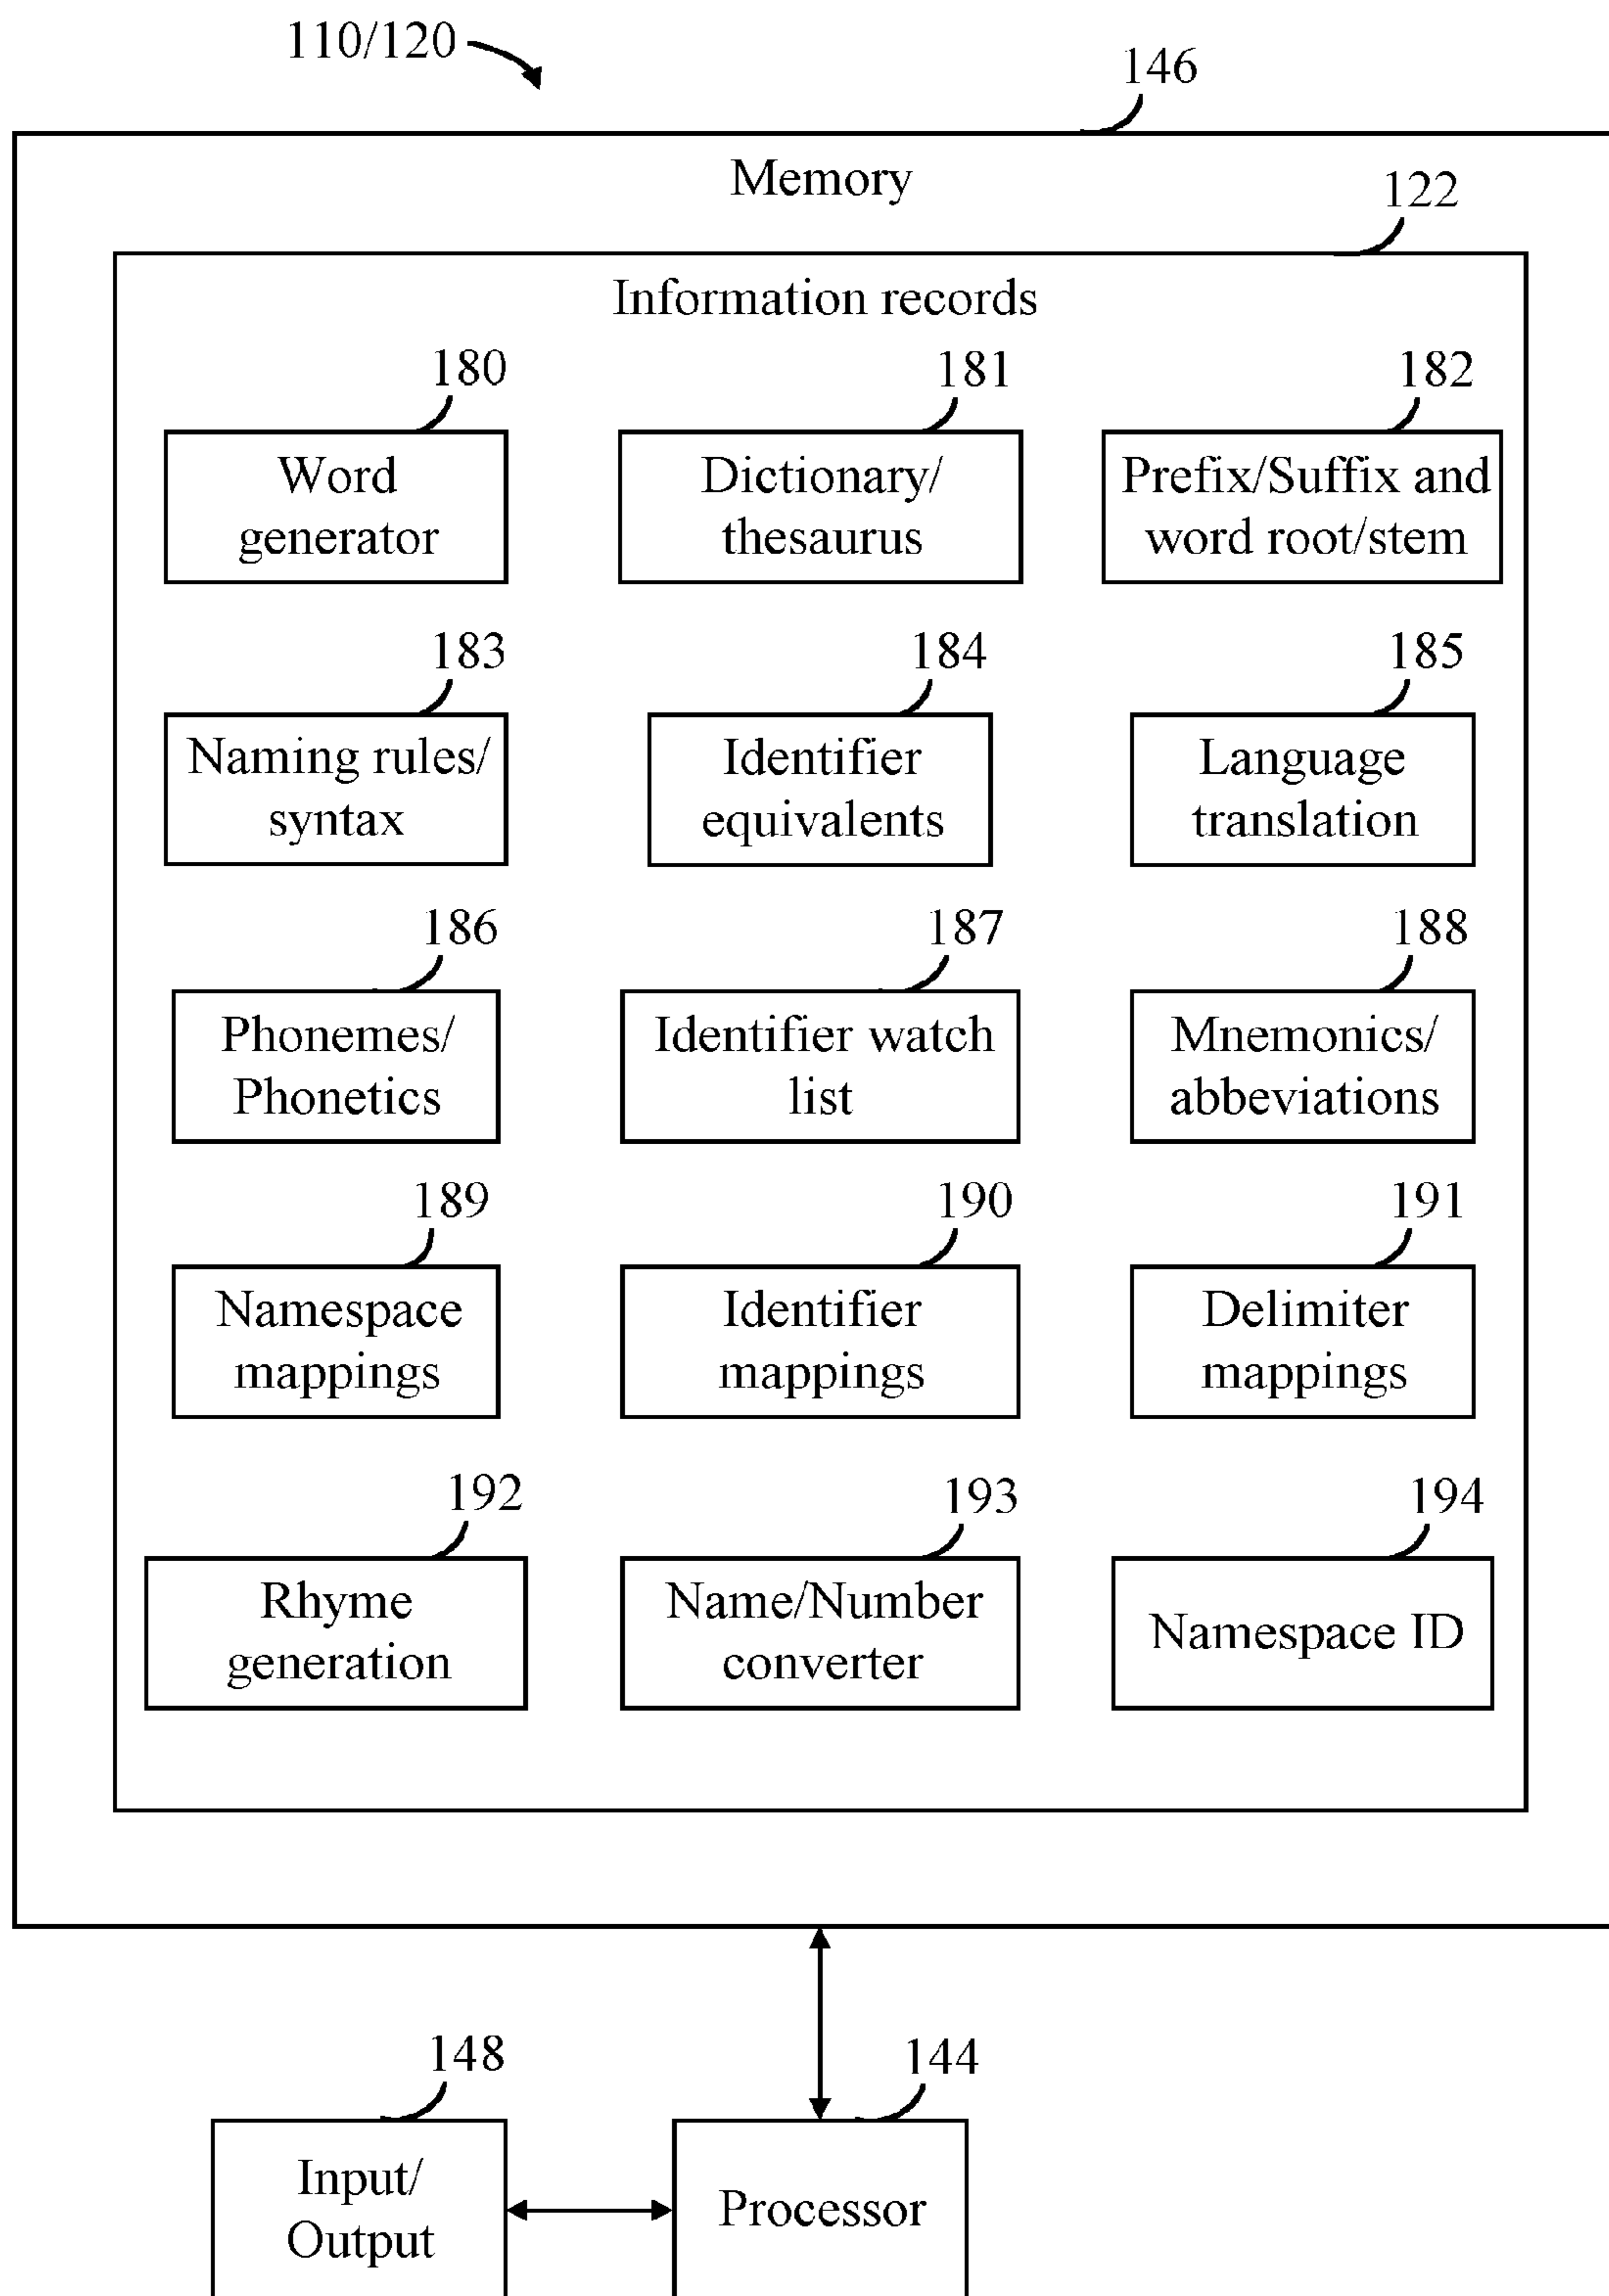 110/120
146
Memory
122
Information records
180
181
182
Word
generator
Dictionary/
thesaurus
Prefix/Suffix and
word root/stem
183
184
185
Naming rules/
syntax
Identifier
equivalents
Language
translation
186
187
188
Phonemes/
Phonetics
Identifier watch
list
Mnemonics/
abbeviations
189
190
191
Namespace
mappings
Identifier
mappings
Delimiter
mappings
192
193
194
Rhyme
generation
Name/Number
converter
Namespace ID
148
144
Input/
Output
Processor